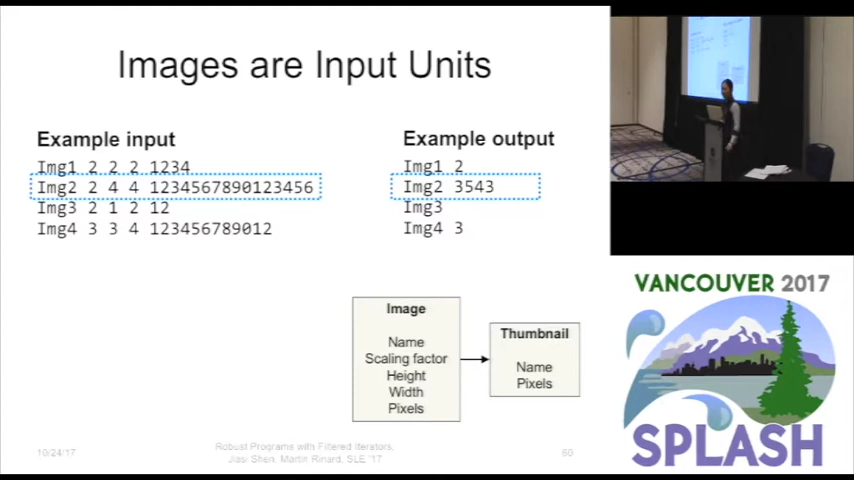 Images are Input Units
Example input
Img1 2 2 2 1234
Img2 2 4 4 1234567890123456
Img3 2 1 2 12
Img4 3 3 4 123456789012
Example output
Img1 2
Img2 3543
Img3
Img4 3
Image
Name
Scaling factor
Height
Width
Pixels
Thumbnail
Name
Pixels
10/24/17
Robust Programs with Filtered Iterators,
Jiasi Shen, Martin Rinard, SLE '17
60
VANCOUVER 2017
SPLASH